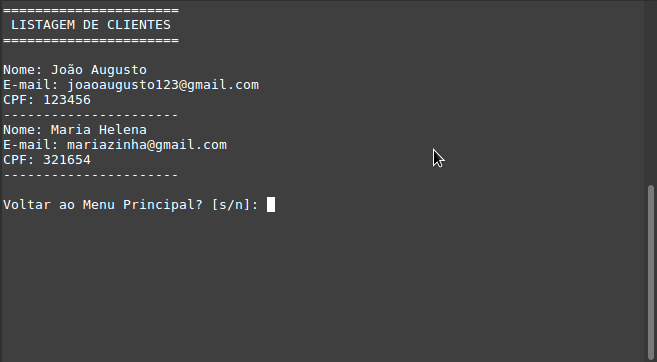 ======================
 LISTAGEM DE CLIENTES
======================
Nome: João Augusto
E-mail: joaoaugusto123@gmail.com
CPF: 123456
----------------------
Nome: Maria Helena
E-mail: mariazinha@gmail.com
CPF: 321654
----------------------
Voltar ao Menu Principal? [s/n]: